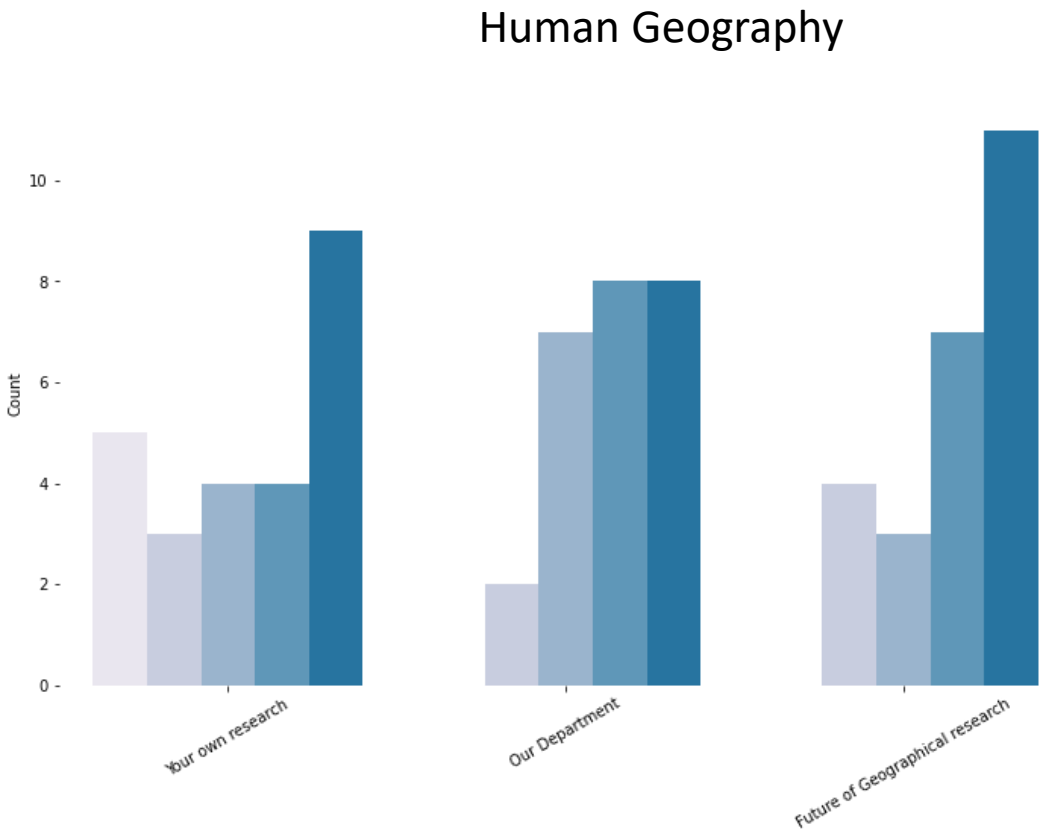 Human Geography
10
8
6
4
2
0
Count
Your own research
Our Department
Future of Geographical research